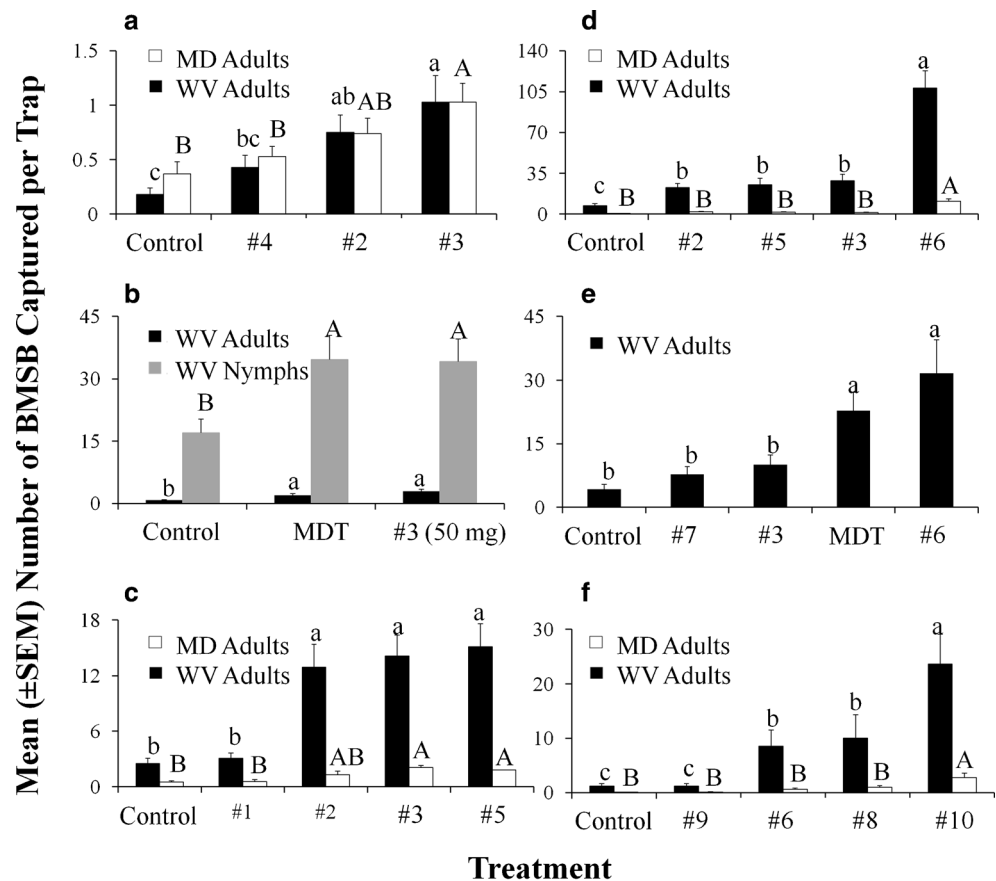 Mean (±SEM) Number of BMSB Captured per Trap
a
MD Adults
WV Adults
1.5
1
0.5
0
c B bc B ab AB a A
Control #4 #2 #3
b
WV Adults
WV Nymphs
45
30
15
0
b B a A a A
Control MDT #3 (50 mg)
c
MD Adults
WV Adults
18
12
6
0
b B b B a AB a A a A
Control #1 #2 #3 #5
d
WV Adults
MD Adults
140
105
70
35
0
c B b B b B b B a A
Control #2 #5 #3 #6
e
WV Adults
45
30
15
0
b b b a a
Control #7 #3 MDT #6
f
MD Adults
WV Adults
30
20
10
0
c B c B b B b B a A
Control #9 #6 #8 #10
Treatment